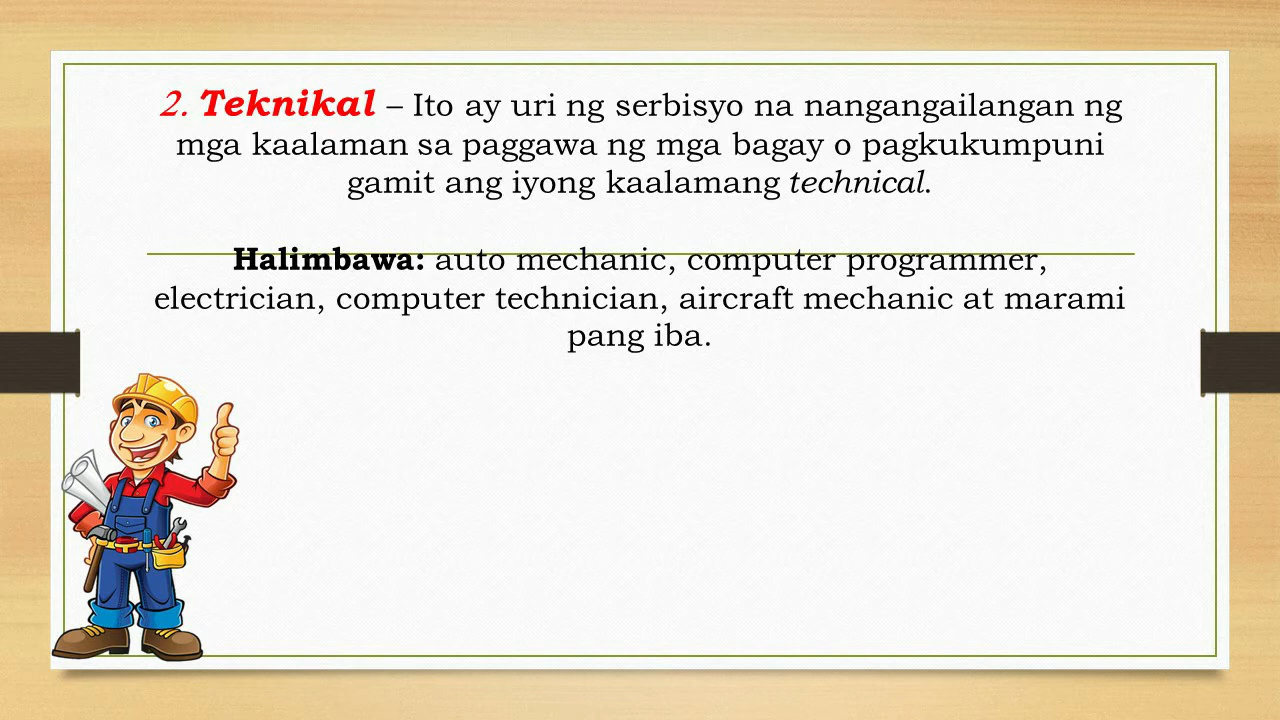 2. Teknikal – Ito ay uri ng serbisyo na nangangailangan ng
mga kaalaman sa paggawa ng mga bagay o pagkukumpuni
gamit ang iyong kaalamang technical.
Halimbawa: auto mechanic, computer programmer,
electrician, computer technician, aircraft mechanic at marami
pang iba.